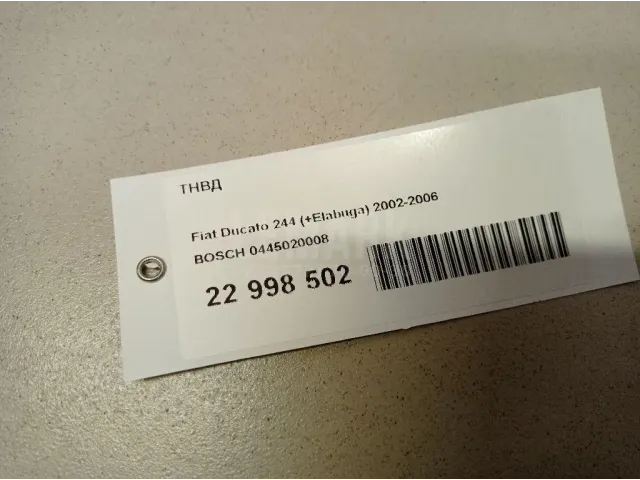 ТНВД
Fiat Ducato 244 (+Elabuga) 2002-2006
BOSCH 0445020008
22 998 502